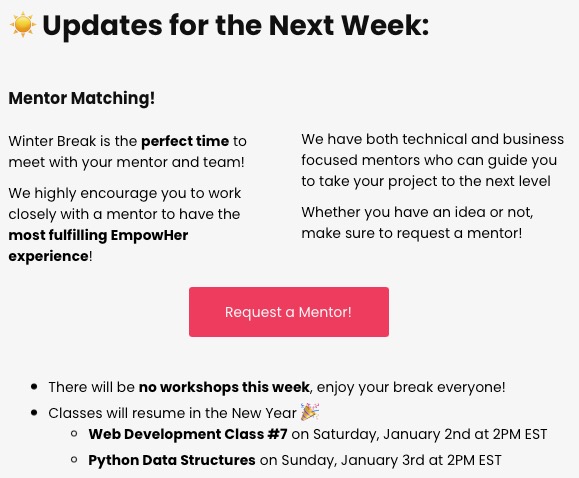 ☀️ Updates for the Next Week:
Mentor Matching!
Winter Break is the perfect time to
meet with your mentor and team!
We highly encourage you to work
closely with a mentor to have the
most fulfilling EmpowHer
experience!
We have both technical and business
focused mentors who can guide you
to take your project to the next level
Whether you have an idea or not,
make sure to request a mentor!
Request a Mentor!
• There will be no workshops this week, enjoy your break everyone!
• Classes will resume in the New Year 🎉
◦ Web Development Class #7 on Saturday, January 2nd at 2PM EST
◦ Python Data Structures on Sunday, January 3rd at 2PM EST